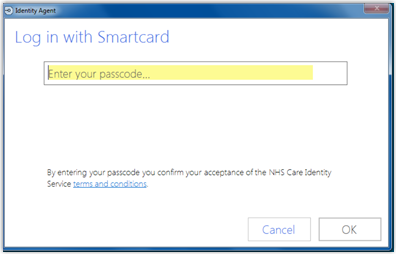 Identity Agent
Log in with Smartcard
Enter your passcode...
By entering your passcode you confirm your acceptance of the NHS Care Identity
Service terms and conditions.
Cancel
OK